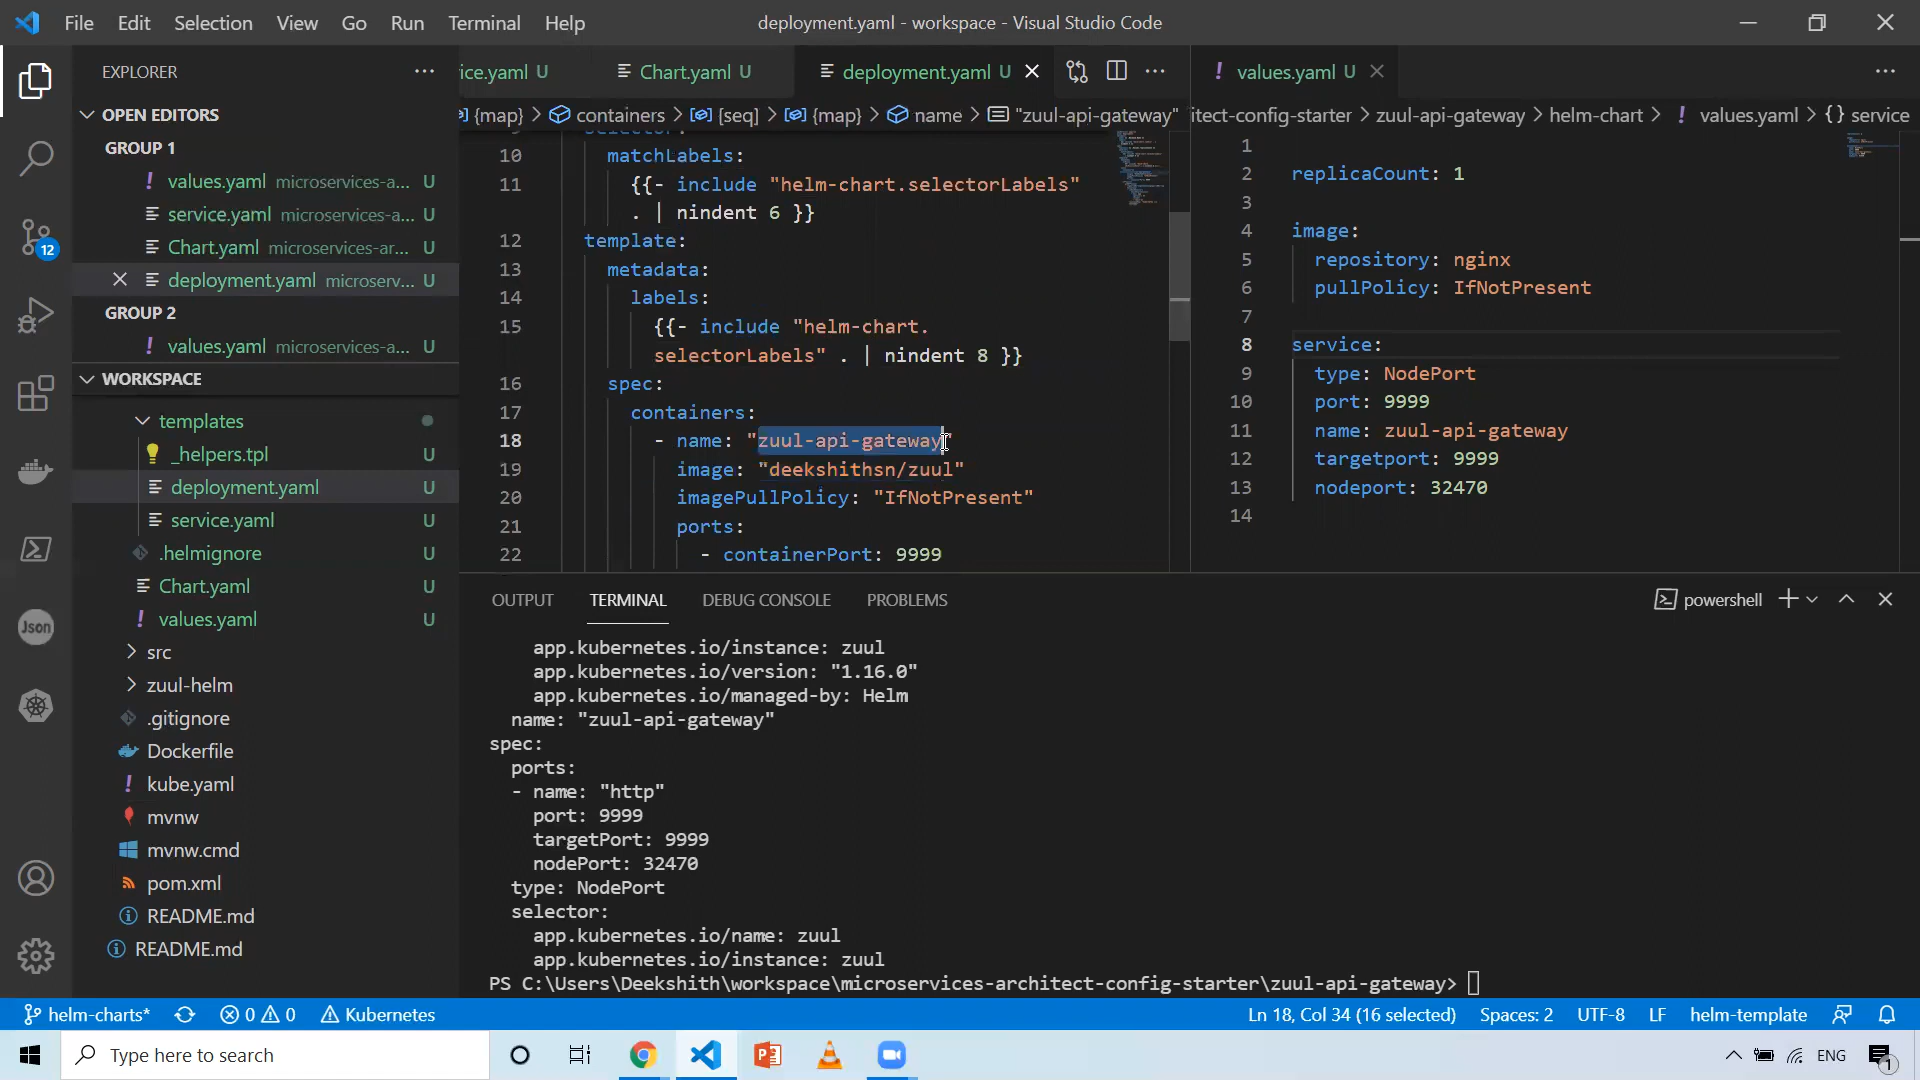 File Edit Selection View Go Run Terminal Help
deployment.yaml - workspace - Visual Studio Code
EXPLORER
OPEN EDITORS
GROUP 1
! values.yaml microservices-a... U
service.yaml microservices-a... U
Chart.yaml microservices-ar... U
deployment.yaml microserv... U
GROUP 2
! values.yaml microservices-a... U
WORKSPACE
templates
_helpers.tpl U
deployment.yaml U
service.yaml U
.helmignore U
Chart.yaml U
! values.yaml U
src
zuul-helm
.gitignore
Dockerfile
! kube.yaml
mvnw
mvnw.cmd
pom.xml
README.md
README.md
12
Json
ice.yaml U
Chart.yaml U
deployment.yaml U
{map} > containers > [seq] > {map} > name > "zuul-api-gateway"
selector:
10 matchLabels:
11 {{- include "helm-chart.selectorLabels"
. | nindent 6 }}
12 template:
13 metadata:
14 labels:
15 {{- include "helm-chart.
selectorLabels" . | nindent 8 }}
16 spec:
17 containers:
18 - name: "zuul-api-gateway"
19 image: "deekshithsn/zuul"
20 imagePullPolicy: "IfNotPresent"
21 ports:
22 - containerPort: 9999
! values.yaml U
itect-config-starter > zuul-api-gateway > helm-chart > ! values.yaml > {} service
1
2 replicaCount: 1
3
4 image:
5 repository: nginx
6 pullPolicy: IfNotPresent
7
8 service:
9 type: NodePort
10 port: 9999
11 name: zuul-api-gateway
12 targetport: 9999
13 nodeport: 32470
14
OUTPUT TERMINAL DEBUG CONSOLE PROBLEMS
powershell
app.kubernetes.io/instance: zuul
app.kubernetes.io/version: "1.16.0"
app.kubernetes.io/managed-by: Helm
name: "zuul-api-gateway"
spec:
ports:
- name: "http"
port: 9999
targetPort: 9999
nodePort: 32470
type: NodePort
selector:
app.kubernetes.io/name: zuul
app.kubernetes.io/instance: zuul
PS C:\Users\Deekshith\workspace\microservices-architect-config-starter\zuul-api-gateway>
helm-charts* 0 0 Kubernetes
Ln 18, Col 34 (16 selected) Spaces: 2 UTF-8 LF helm-template
Type here to search
ENG
1